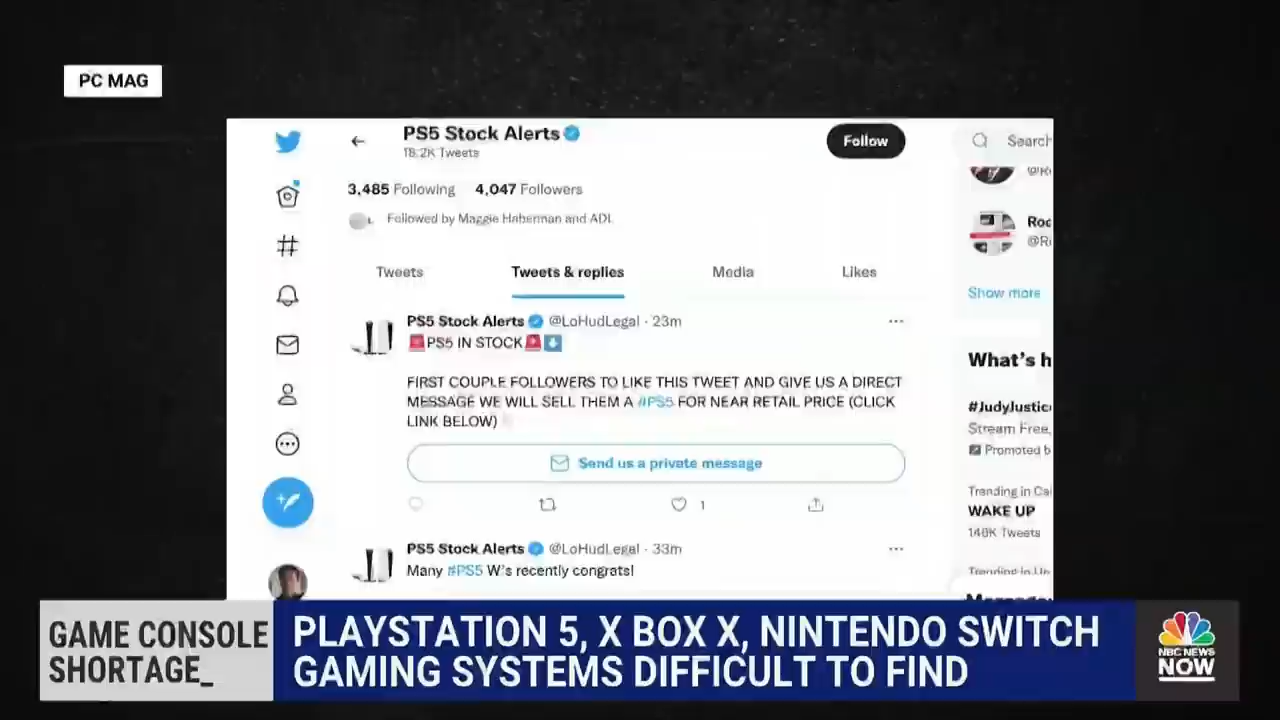 PC MAG
PS5 Stock Alerts
18.2K Tweets
Follow
Search
3,485 Following 4,047 Followers
Followed by Maggie Haberman and ADL
Tweets
Tweets & replies
Media
Likes
Show more
PS5 Stock Alerts @LoHudLegal · 23m
PS5 IN STOCK
FIRST COUPLE FOLLOWERS TO LIKE THIS TWEET AND GIVE US A DIRECT
MESSAGE WE WILL SELL THEM A #PS5 FOR NEAR RETAIL PRICE (CLICK
LINK BELOW)
Send us a private message
1
PS5 Stock Alerts @LoHudLegal · 33m
Many #PS5 W's recently congrats!
What's h
#JudyJustic
Stream Free,
Promoted b
Trending in Cal
WAKE UP
Tweets
GAME CONSOLE
SHORTAGE_
PLAYSTATION 5, X BOX X, NINTENDO SWITCH
GAMING SYSTEMS DIFFICULT TO FIND
NBC NEWS
NOW